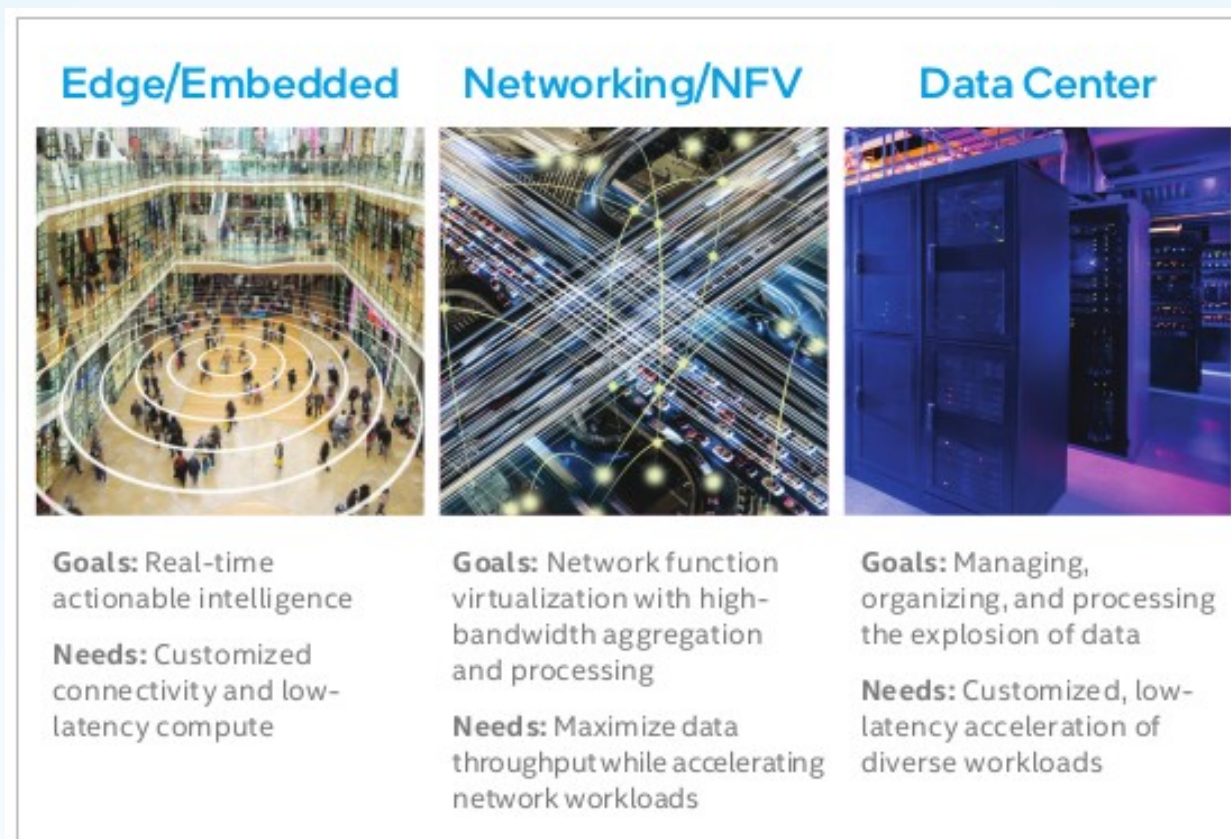 Edge/Embedded
Goals: Real-time
actionable intelligence
Needs: Customized
connectivity and low-
latency compute
Networking/NFV
Goals: Network function
virtualization with high-
bandwidth aggregation
and processing
Needs: Maximize data
throughput while accelerating
network workloads
Data Center
Goals: Managing,
organizing, and processing
the explosion of data
Needs: Customized, low-
latency acceleration of
diverse workloads